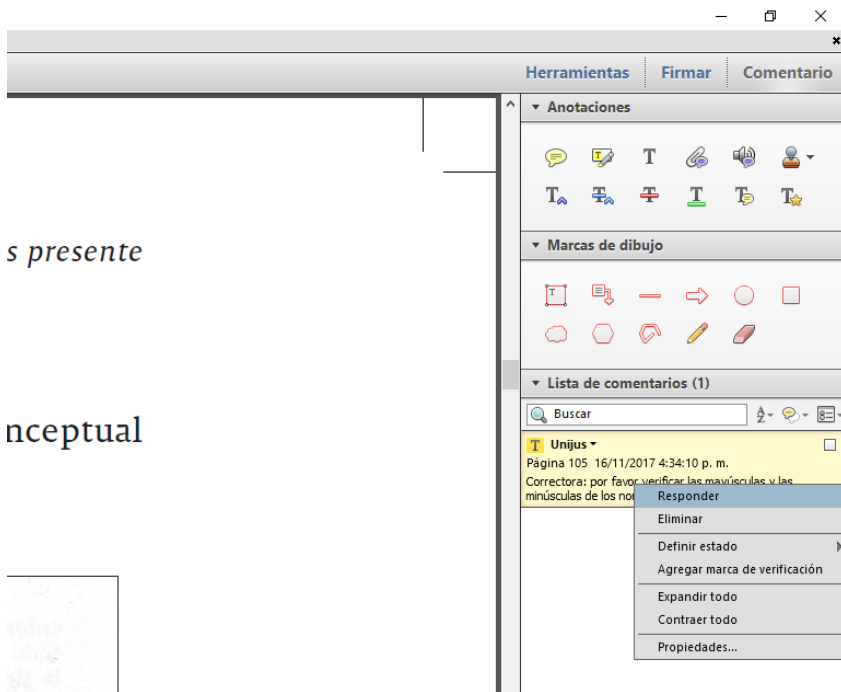 Herramientas Firmar Comentario
Anotaciones
s presente
Marcas de dibujo
Lista de comentarios (1)
Buscar
nceptual
T Unijus
Página 105 16/11/2017 4:34:10 p. m.
Correctora: por favor verificar las mayúsculas y las
minúsculas de los
Responder
Eliminar
Definir estado
Agregar marca de verificación
Expandir todo
Contraer todo
Propiedades...